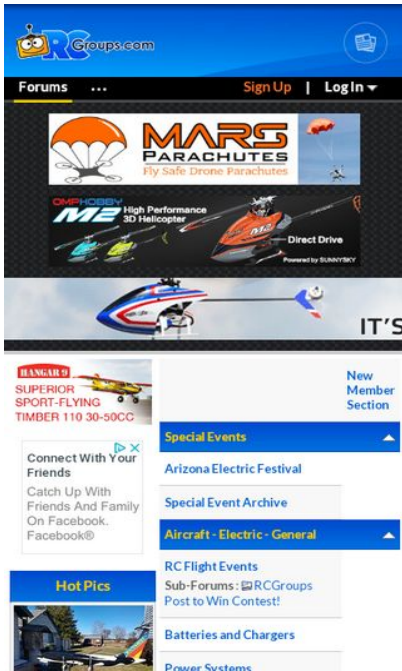 RCGroups.com
Forums
...
Sign Up | Log In
MARS
PARACHUTES
Fly Safe Drone Parachutes
OMPHOBBY
M2 High Performance
3D Helicopter
M2
Direct Drive
Powered by SUNNYSKY
IT'S
HANGAR 9
SUPERIOR
SPORT-FLYING
TIMBER 110 30-50CC
Connect With Your
Friends
Catch Up With
Friends And Family
On Facebook.
Facebook®
Hot Pics
New
Member
Section
Special Events
Arizona Electric Festival
Special Event Archive
Aircraft - Electric - General
RC Flight Events
Sub-Forums: RCGroups
Post to Win Contest!
Batteries and Chargers
Power Systems